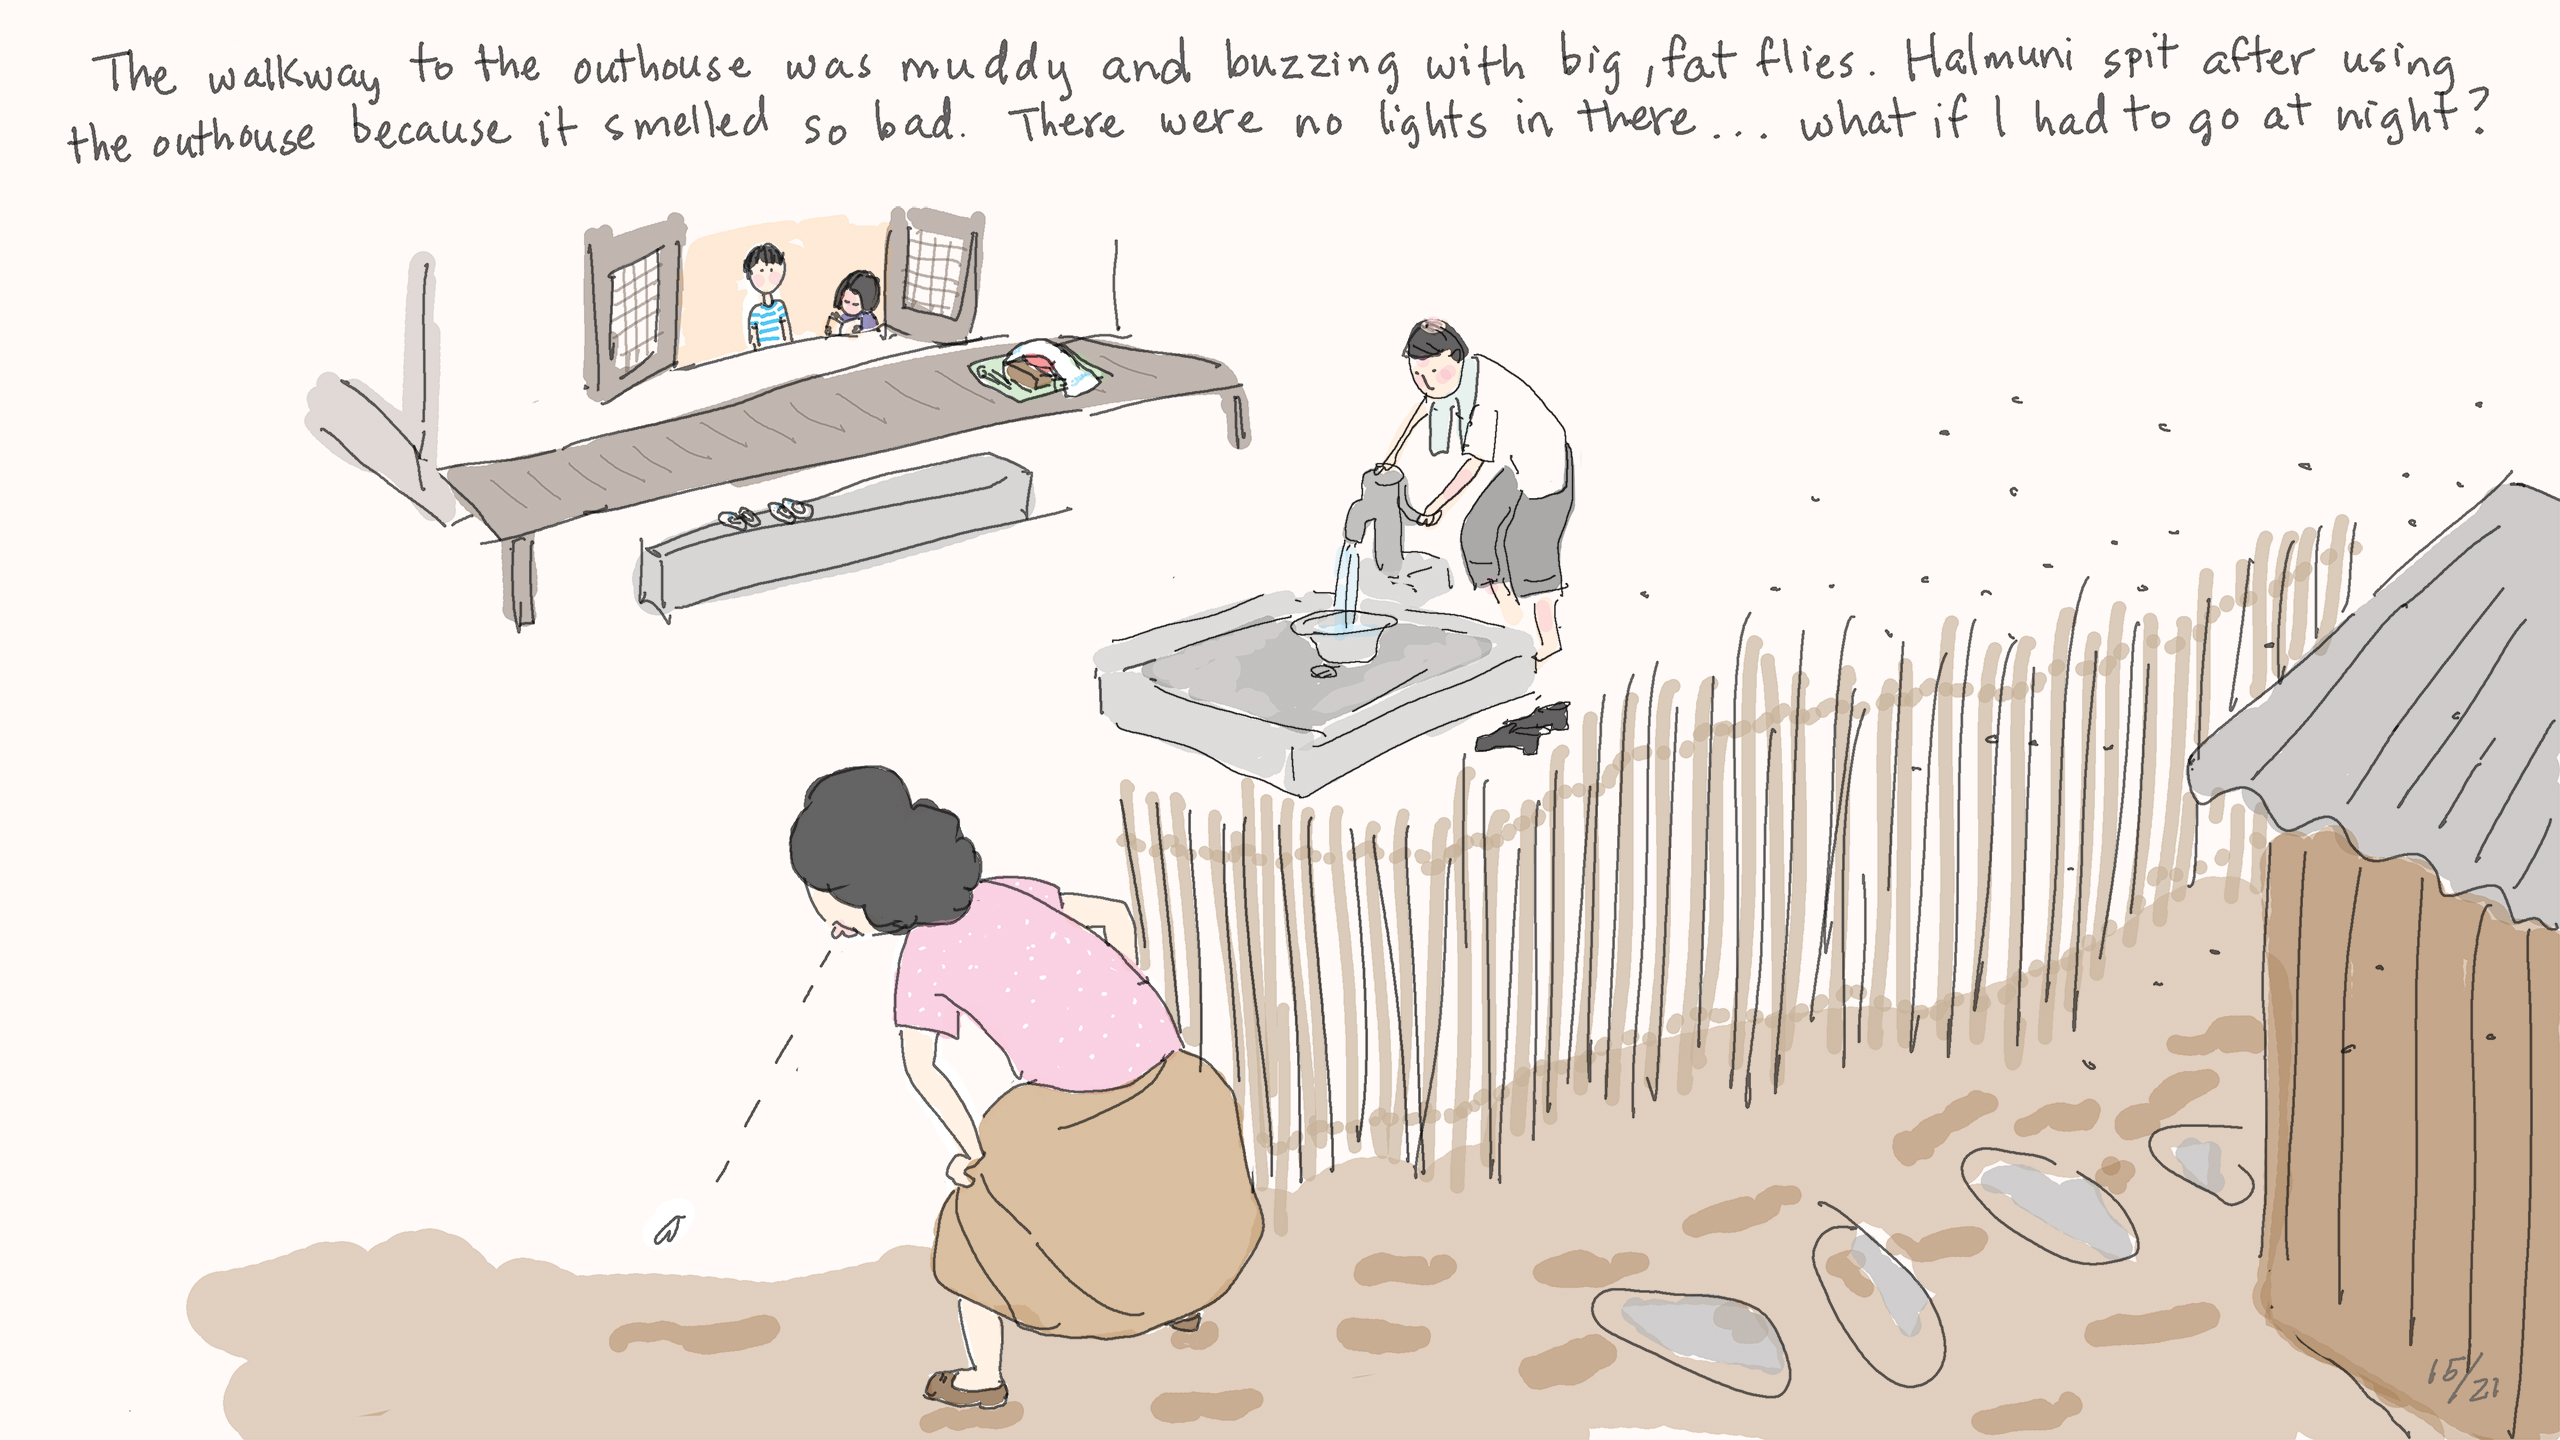 The walkway to the outhouse was muddy and buzzing with big, fat flies. Halmuni spit after using
the outhouse because it smelled so bad. There were no lights in there... what if I had to go at night?
15/21